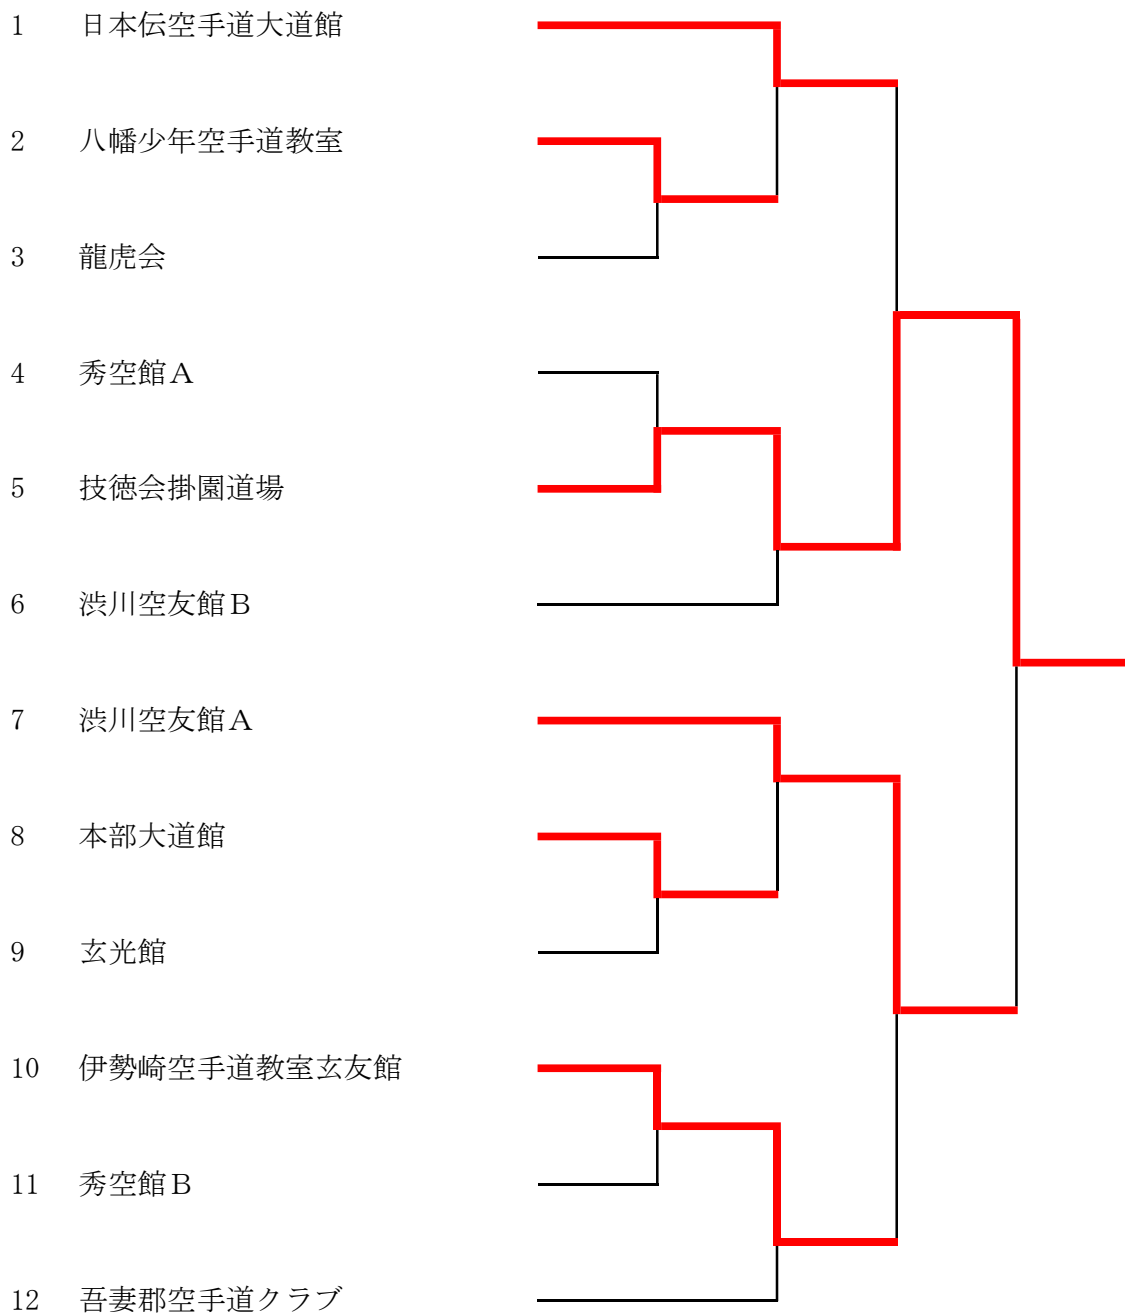 1 日本伝空手道大道館
2 八幡少年空手道教室
3 龍虎会
4 秀空館Ａ
5 技徳会掛園道場
6 渋川空友館Ｂ
7 渋川空友館Ａ
8 本部大道館
9 玄光館
10 伊勢崎空手道教室玄友館
11 秀空館Ｂ
12 吾妻郡空手道クラブ